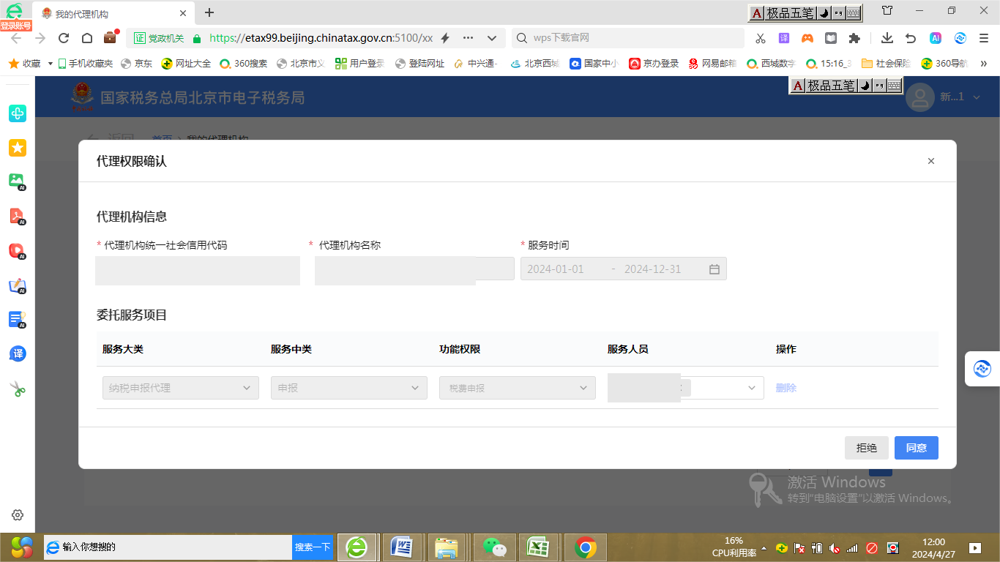 登录账号
我的代理机构
极品五笔
证 党政机关
https://etax99.beijing.chinatax.gov.cn:5100/xx
wps下载官网
译
AI
收藏
手机收藏夹
京东
网址大全
360搜索
北京市义
用户登录
登陆网址
中兴通-
北京西城
国家中小
京办登录
网易邮箱
西城数字
15:16_3
社会保险
360导航
»
A 极品五笔
国家税务总局北京市电子税务局
新...1
返回
首页 > 我的代理机构
代理权限确认
代理机构信息
* 代理机构统一社会信用代码
* 代理机构名称
* 服务时间
2024-01-01 - 2024-12-31
委托服务项目
服务大类 服务中类 功能权限 服务人员 操作
纳税申报代理 申报 税费申报 删除
拒绝 同意
激活 Windows
转到"电脑设置"以激活 Windows。
AI
AI
AI
AI
AI
译
输入你想搜的
搜索一下
16%
CPU利用率
12:00
2024/4/27